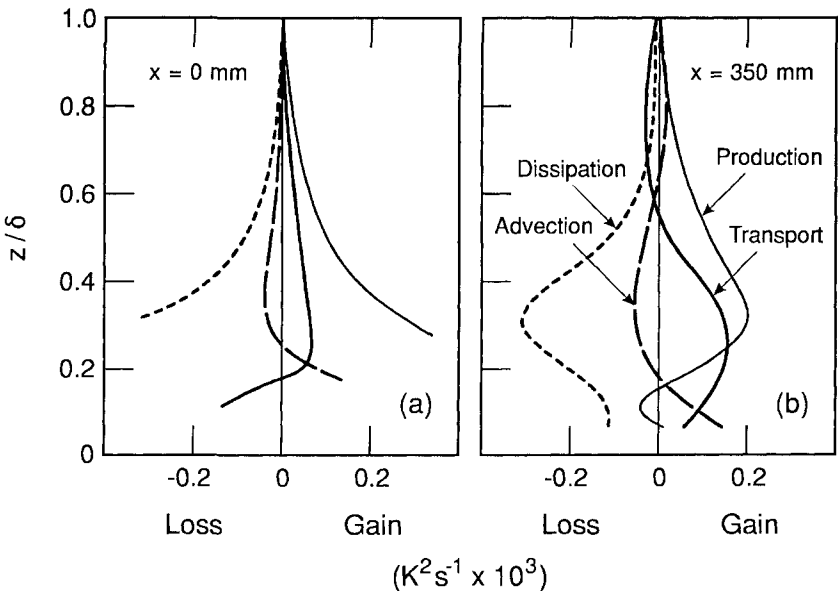 1.0
0.8
0.6
0.4
0.2
0
z/δ
x = 0 mm
(a)
-0.2 0 0.2
Loss Gain
x = 350 mm
Dissipation
Production
Advection
Transport
(b)
-0.2 0 0.2
Loss Gain
(K²s⁻¹ x 10³)